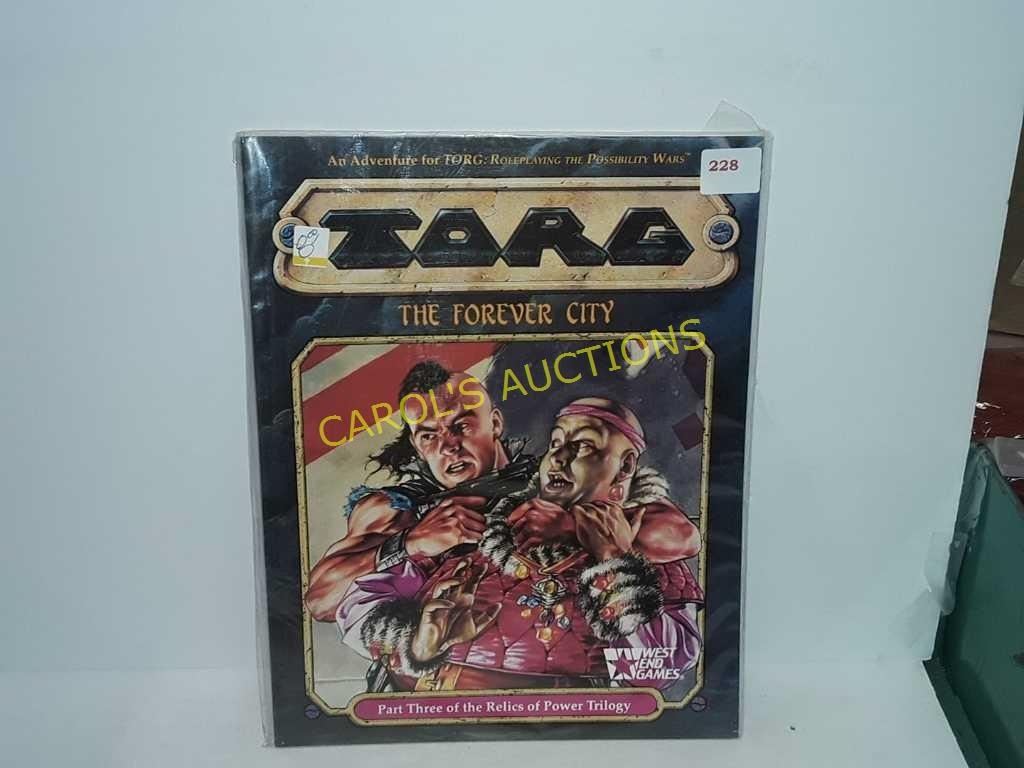 An Adventure for TORG: ROLEPLAYING THE POSSIBILITY WARS™
228
TORG
THE FOREVER CITY
CAROL'S AUCTIONS
WEST
END
GAMES®
Part Three of the Relics of Power Trilogy